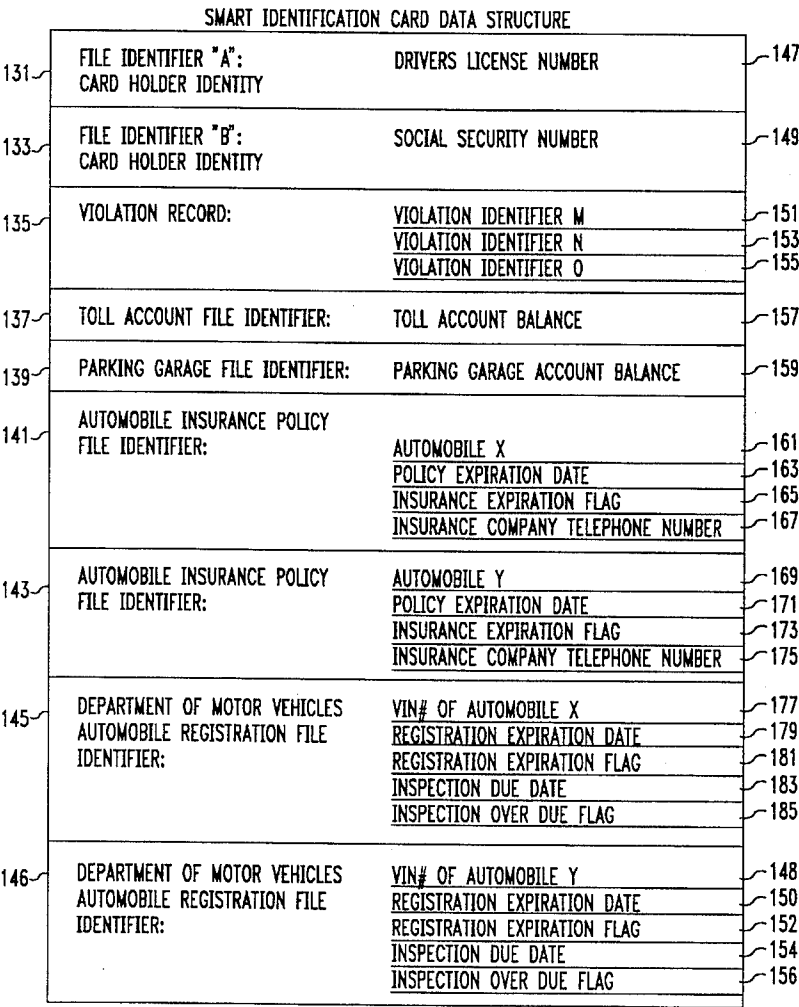 SMART IDENTIFICATION CARD DATA STRUCTURE
131 FILE IDENTIFIER "A": DRIVERS LICENSE NUMBER 147
CARD HOLDER IDENTITY
133 FILE IDENTIFIER "B": SOCIAL SECURITY NUMBER 149
CARD HOLDER IDENTITY
135 VIOLATION RECORD: VIOLATION IDENTIFIER M 151
VIOLATION IDENTIFIER N 153
VIOLATION IDENTIFIER O 155
137 TOLL ACCOUNT FILE IDENTIFIER: TOLL ACCOUNT BALANCE 157
139 PARKING GARAGE FILE IDENTIFIER: PARKING GARAGE ACCOUNT BALANCE 159
AUTOMOBILE INSURANCE POLICY
141 FILE IDENTIFIER: AUTOMOBILE X 161
POLICY EXPIRATION DATE 163
INSURANCE EXPIRATION FLAG 165
INSURANCE COMPANY TELEPHONE NUMBER 167
143 AUTOMOBILE INSURANCE POLICY AUTOMOBILE Y 169
FILE IDENTIFIER: POLICY EXPIRATION DATE 171
INSURANCE EXPIRATION FLAG 173
INSURANCE COMPANY TELEPHONE NUMBER 175
145 DEPARTMENT OF MOTOR VEHICLES VIN# OF AUTOMOBILE X 177
AUTOMOBILE REGISTRATION FILE REGISTRATION EXPIRATION DATE 179
IDENTIFIER: REGISTRATION EXPIRATION FLAG 181
INSPECTION DUE DATE 183
INSPECTION OVER DUE FLAG 185
146 DEPARTMENT OF MOTOR VEHICLES VIN# OF AUTOMOBILE Y 148
AUTOMOBILE REGISTRATION FILE REGISTRATION EXPIRATION DATE 150
IDENTIFIER: REGISTRATION EXPIRATION FLAG 152
INSPECTION DUE DATE 154
INSPECTION OVER DUE FLAG 156